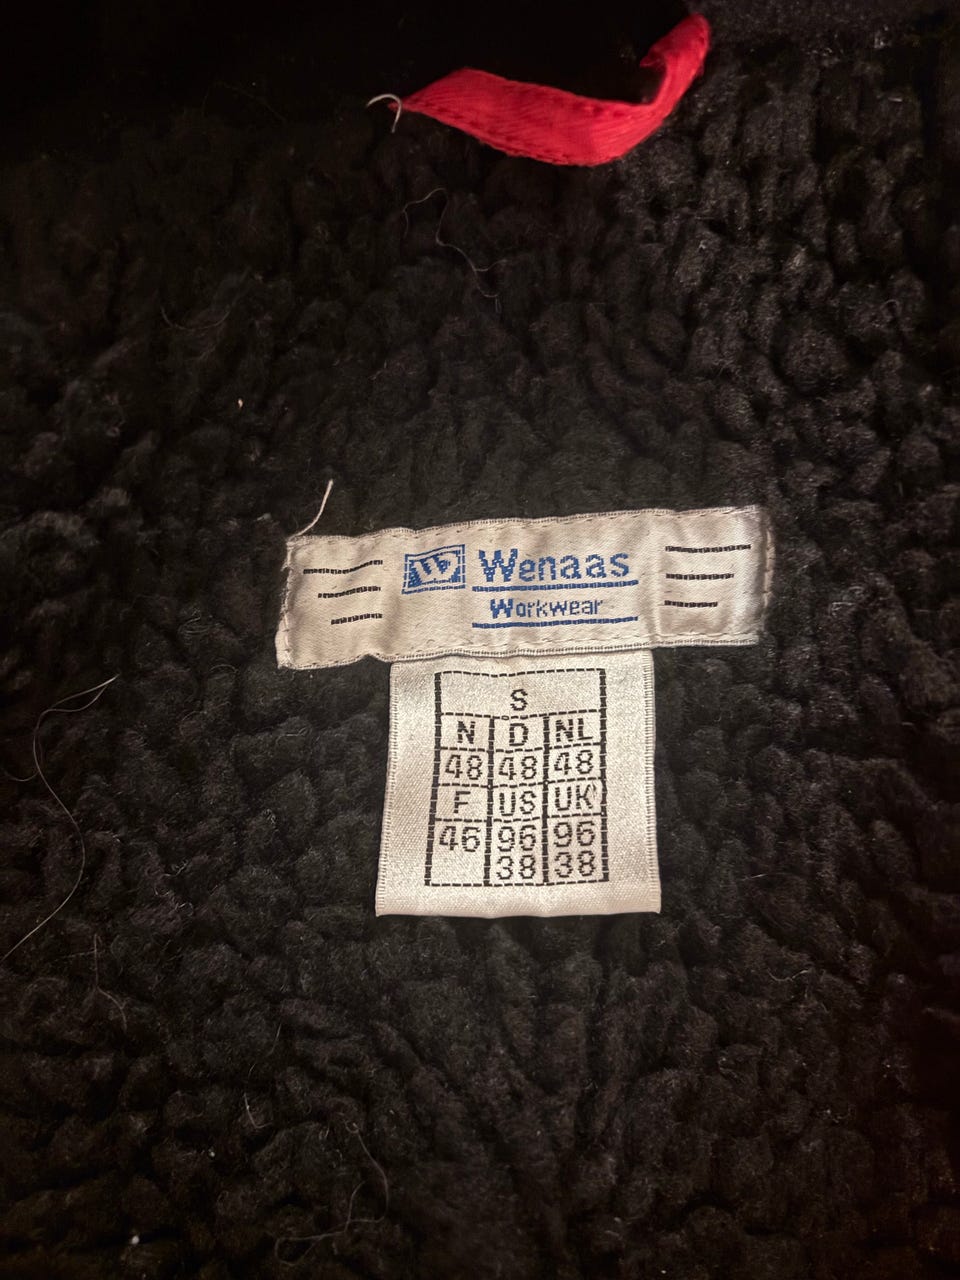 Wenaas
Workwear
S
N D NL
48 48 48
F US UK
46 96 96
38 38